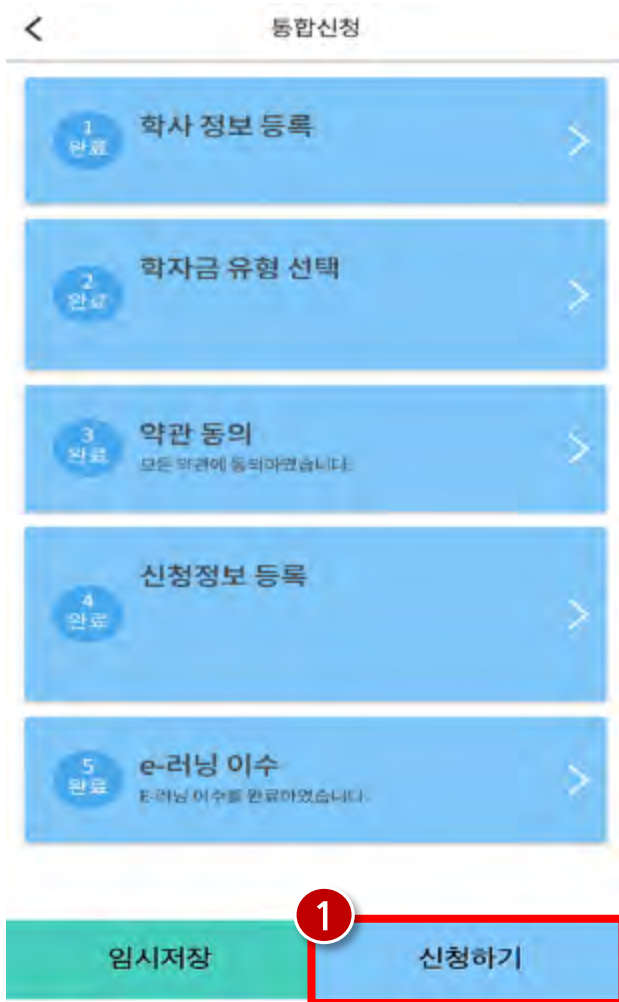 통합신청
1
완료
학사 정보 등록
2
완료
학자금 유형 선택
3
완료
약관 동의
모든 약관에 동의하였습니다.
4
완료
신청정보 등록
5
완료
e-러닝 이수
E-러닝 이수를 완료하였습니다.
1
임시저장
신청하기